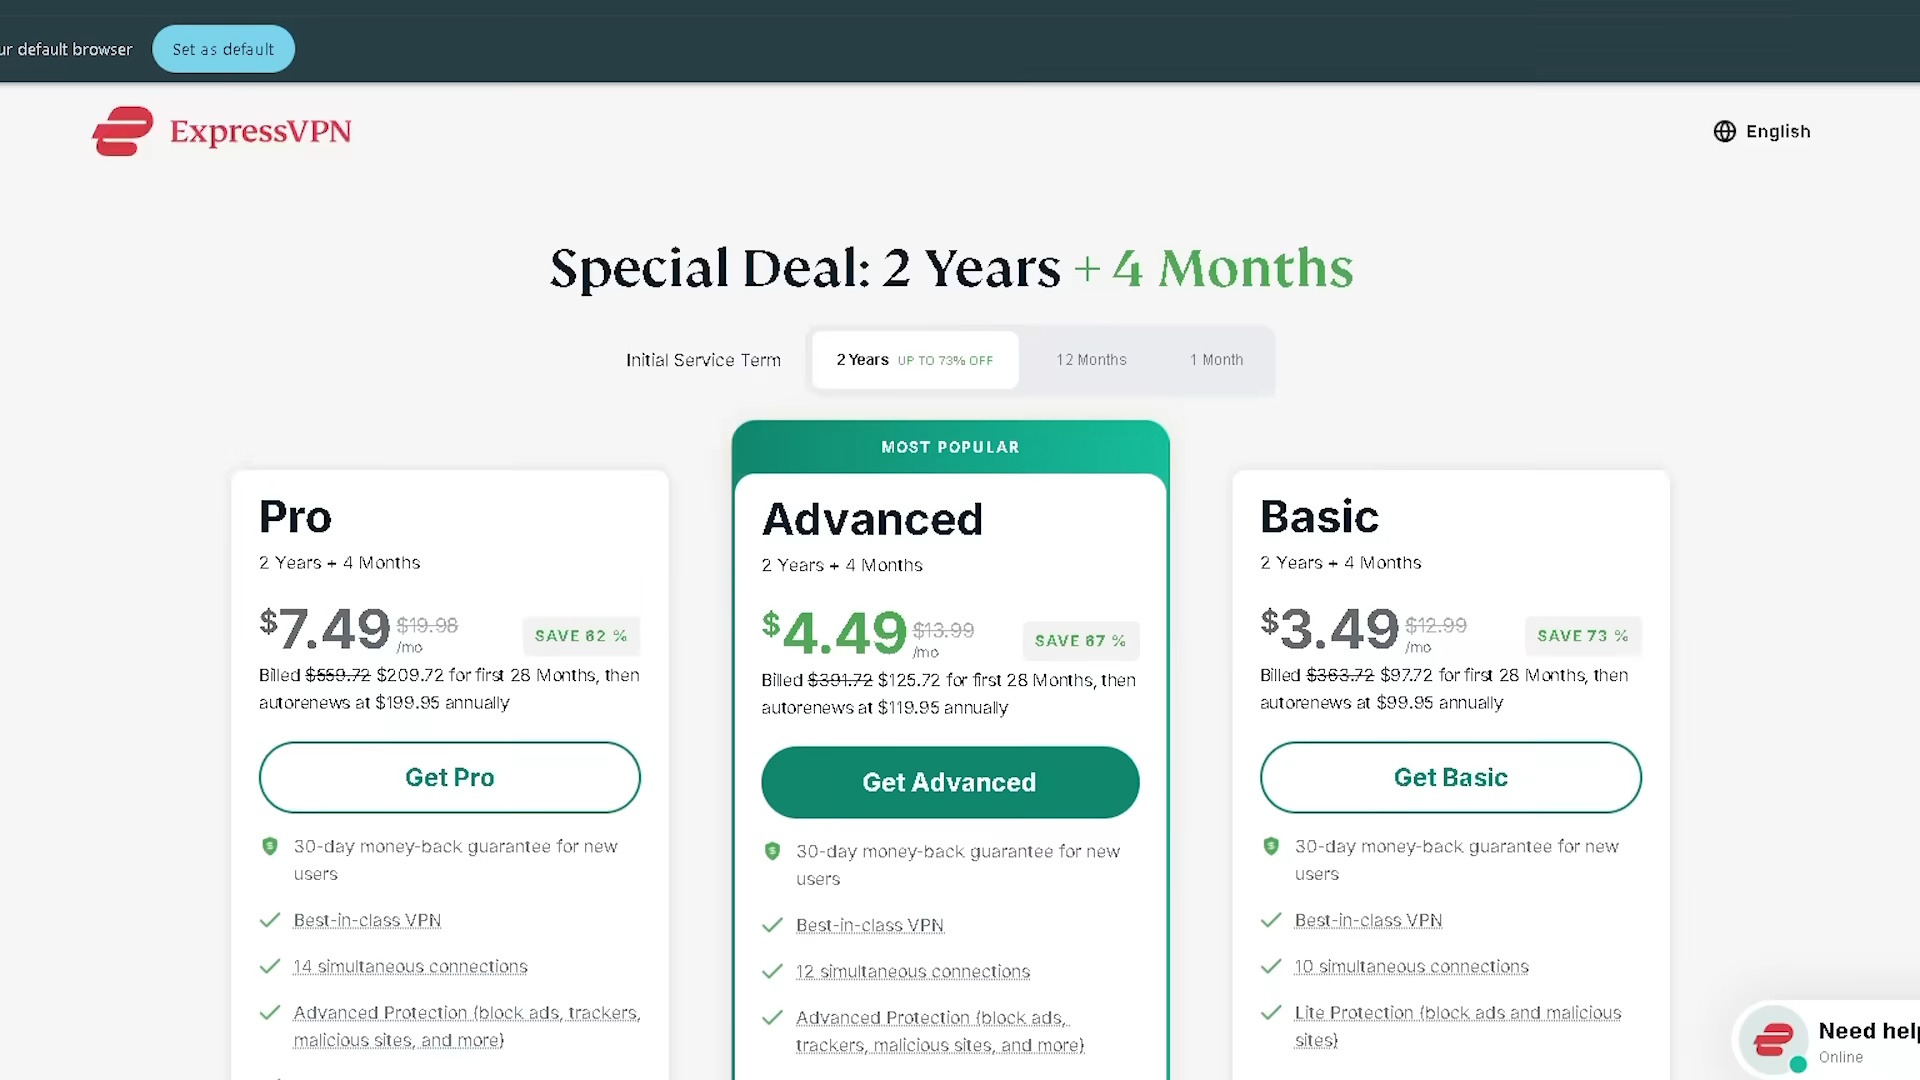 ur default browser
Set as default
ExpressVPN
English
Special Deal: 2 Years + 4 Months
Initial Service Term
2 Years UP TO 73% OFF
12 Months
1 Month
MOST POPULAR
Pro
2 Years + 4 Months
$7.49 $19.98
/mo
SAVE 62 %
Billed $559.72 $209.72 for first 28 Months, then
autorenews at $199.95 annually
Get Pro
30-day money-back guarantee for new
users
Best-in-class VPN
14 simultaneous connections
Advanced Protection (block ads, trackers,
malicious sites, and more)
Advanced
2 Years + 4 Months
$4.49 $13.99
/mo
SAVE 67 %
Billed $391.72 $125.72 for first 28 Months, then
autorenews at $119.95 annually
Get Advanced
30-day money-back guarantee for new
users
Best-in-class VPN
12 simultaneous connections
Advanced Protection (block ads,
trackers, malicious sites, and more)
Basic
2 Years + 4 Months
$3.49 $12.99
/mo
SAVE 73 %
Billed $363.72 $97.72 for first 28 Months, then
autorenews at $99.95 annually
Get Basic
30-day money-back guarantee for new
users
Best-in-class VPN
10 simultaneous connections
Lite Protection (block ads and malicious
sites)
Need help
Online